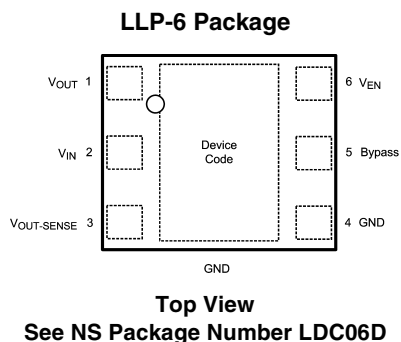 LLP-6 Package
VOUT 1
6 VEN
VIN 2
Device
Code
5 Bypass
VOUT-SENSE 3
4 GND
GND
Top View
See NS Package Number LDC06D